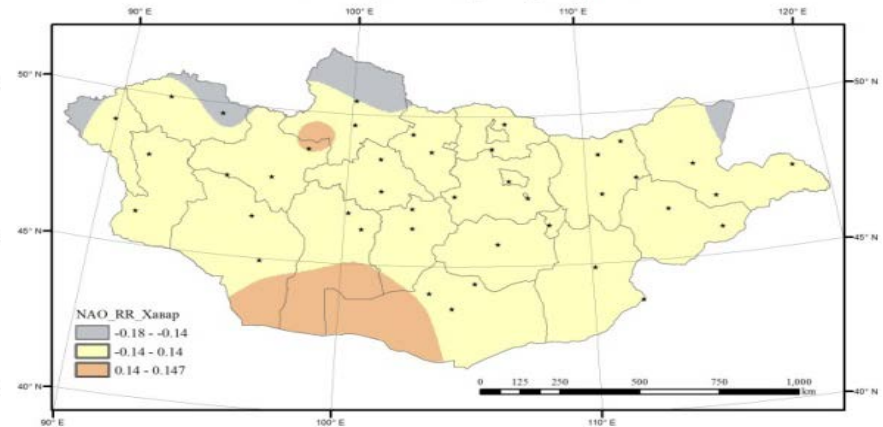 90° E 100° E 110° E 120° E
50° N 50° N
45° N 45° N
NAO_RR_Хавар
-0.18 - -0.14
-0.14 - 0.14
0.14 - 0.147
0 125 250 500 750 1,000
km
40° N 40° N
90° E 100° E 110° E